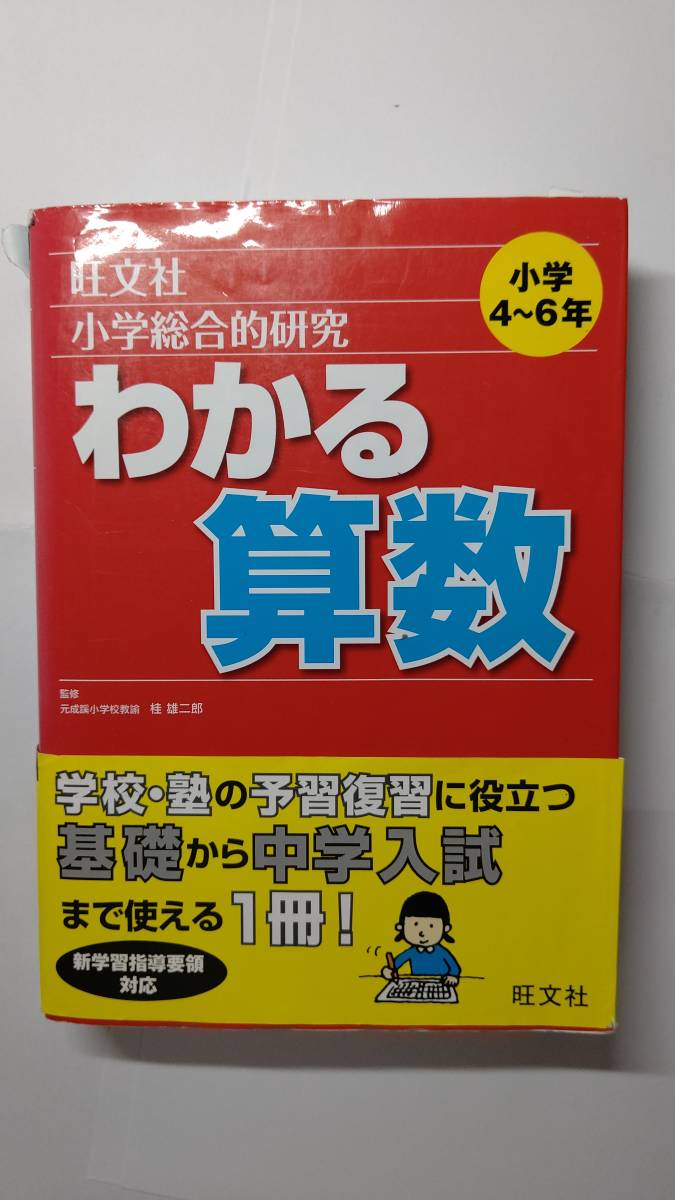 旺文社
小学総合的研究
わかる
算数
小学
4~6年
監修
元成蹊小学校教諭 桂 雄二郎
学校・塾の予習復習に役立つ
基礎から中学入試
まで使える1冊!
新学習指導要領
対応
旺文社